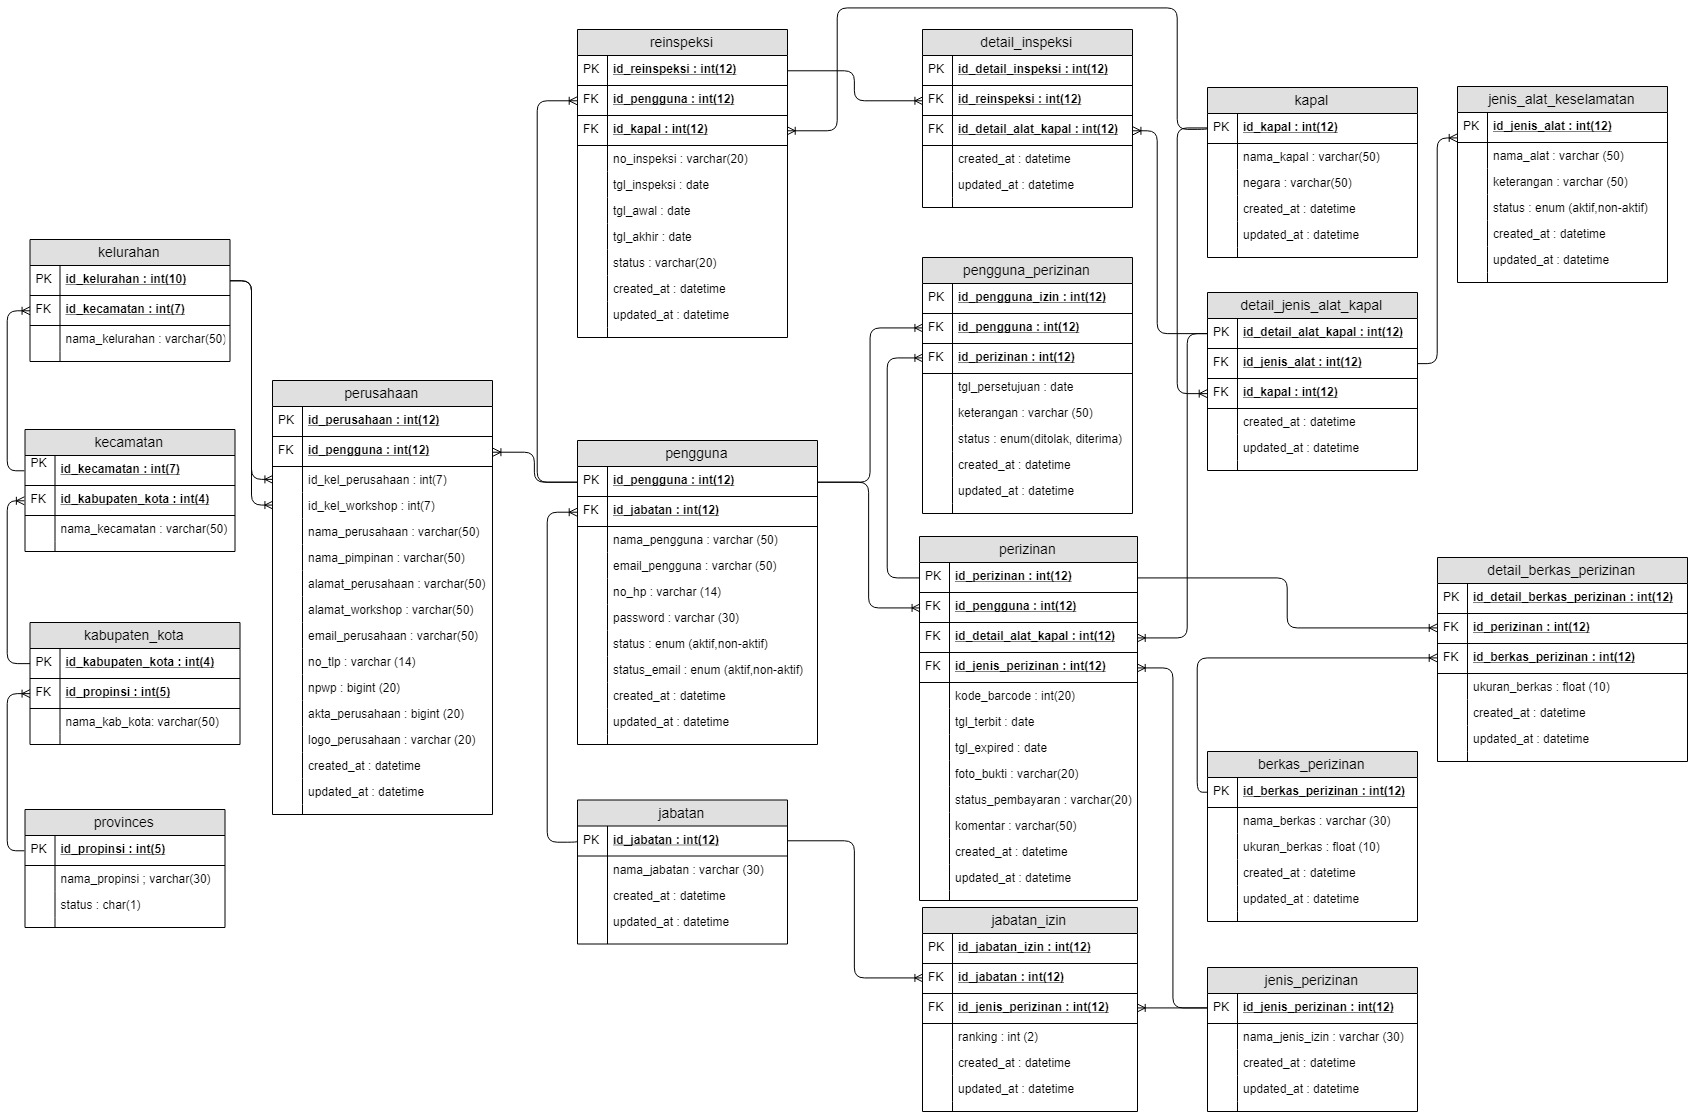 kelurahan
PK id_kelurahan : int(10)
FK id_kecamatan : int(7)
nama_kelurahan : varchar(50)
kecamatan
PK id_kecamatan : int(7)
FK id_kabupaten_kota : int(4)
nama_kecamatan : varchar(50)
kabupaten_kota
PK id_kabupaten_kota : int(4)
FK id_propinsi : int(5)
nama_kab_kota: varchar(50)
provinces
PK id_propinsi : int(5)
nama_propinsi ; varchar(30)
status : char(1)
perusahaan
PK id_perusahaan : int(12)
FK id_pengguna : int(12)
id_kel_perusahaan : int(7)
id_kel_workshop : int(7)
nama_perusahaan : varchar(50)
nama_pimpinan : varchar(50)
alamat_perusahaan : varchar(50)
alamat_workshop : varchar(50)
email_perusahaan : varchar(50)
no_tlp : varchar (14)
npwp : bigint (20)
akta_perusahaan : bigint (20)
logo_perusahaan : varchar (20)
created_at : datetime
updated_at : datetime
reinspeksi
PK id_reinspeksi : int(12)
FK id_pengguna : int(12)
FK id_kapal : int(12)
no_inspeksi : varchar(20)
tgl_inspeksi : date
tgl_awal : date
tgl_akhir : date
status : varchar(20)
created_at : datetime
updated_at : datetime
pengguna
PK id_pengguna : int(12)
FK id_jabatan : int(12)
nama_pengguna : varchar (50)
email_pengguna : varchar (50)
no_hp : varchar (14)
password : varchar (30)
status : enum (aktif,non-aktif)
status_email : enum (aktif,non-aktif)
created_at : datetime
updated_at : datetime
jabatan
PK id_jabatan : int(12)
nama_jabatan : varchar (30)
created_at : datetime
updated_at : datetime
detail_inspeksi
PK id_detail_inspeksi : int(12)
FK id_reinspeksi : int(12)
FK id_detail_alat_kapal : int(12)
created_at : datetime
updated_at : datetime
pengguna_perizinan
PK id_pengguna_izin : int(12)
FK id_pengguna : int(12)
FK id_perizinan : int(12)
tgl_persetujuan : date
keterangan : varchar (50)
status : enum(ditolak, diterima)
created_at : datetime
updated_at : datetime
perizinan
PK id_perizinan : int(12)
FK id_pengguna : int(12)
FK id_detail_alat_kapal : int(12)
FK id_jenis_perizinan : int(12)
kode_barcode : int(20)
tgl_terbit : date
tgl_expired : date
foto_bukti : varchar(20)
status_pembayaran : varchar(20)
komentar : varchar(50)
created_at : datetime
updated_at : datetime
jabatan_izin
PK id_jabatan_izin : int(12)
FK id_jabatan : int(12)
FK id_jenis_perizinan : int(12)
ranking : int (2)
created_at : datetime
updated_at : datetime
kapal
PK id_kapal : int(12)
nama_kapal : varchar(50)
negara : varchar(50)
created_at : datetime
updated_at : datetime
detail_jenis_alat_kapal
PK id_detail_alat_kapal : int(12)
FK id_jenis_alat : int(12)
FK id_kapal : int(12)
created_at : datetime
updated_at : datetime
berkas_perizinan
PK id_berkas_perizinan : int(12)
nama_berkas : varchar (30)
ukuran_berkas : float (10)
created_at : datetime
updated_at : datetime
jenis_perizinan
PK id_jenis_perizinan : int(12)
nama_jenis_izin : varchar (30)
created_at : datetime
updated_at : datetime
jenis_alat_keselamatan
PK id_jenis_alat : int(12)
nama_alat : varchar (50)
keterangan : varchar (50)
status : enum (aktif,non-aktif)
created_at : datetime
updated_at : datetime
detail_berkas_perizinan
PK id_detail_berkas_perizinan : int(12)
FK id_perizinan : int(12)
FK id_berkas_perizinan : int(12)
ukuran_berkas : float (10)
created_at : datetime
updated_at : datetime